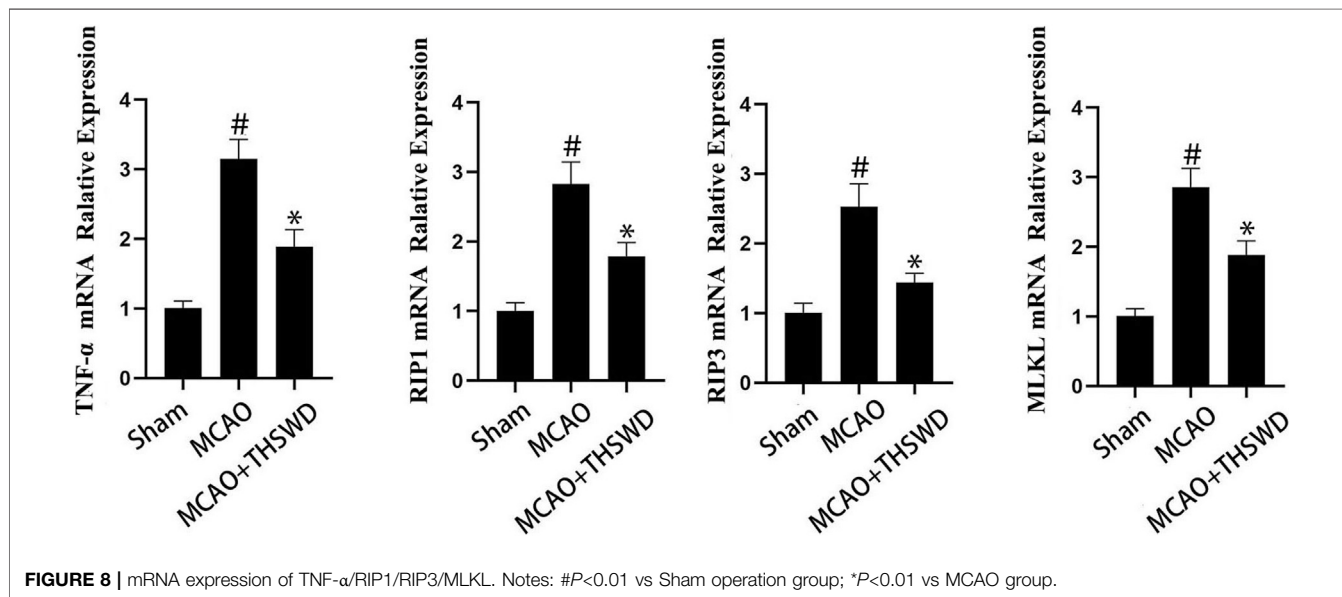 TNF-α mRNA Ralative Expression
4
3
2
1
0
#
*
Sham
MCAO
MCAO+THSWD
RIP1 mRNA Ralative Expression
4
3
2
1
0
#
*
Sham
MCAO
MCAO+THSWD
RIP3 mRNA Ralative Expression
4
3
2
1
0
#
*
Sham
MCAO
MCAO+THSWD
MLKL mRNA Ralative Expression
4
3
2
1
0
#
*
Sham
MCAO
MCAO+THSWD
FIGURE 8 | mRNA expression of TNF-α/RIP1/RIP3/MLKL. Notes: #P<0.01 vs Sham operation group; *P<0.01 vs MCAO group.